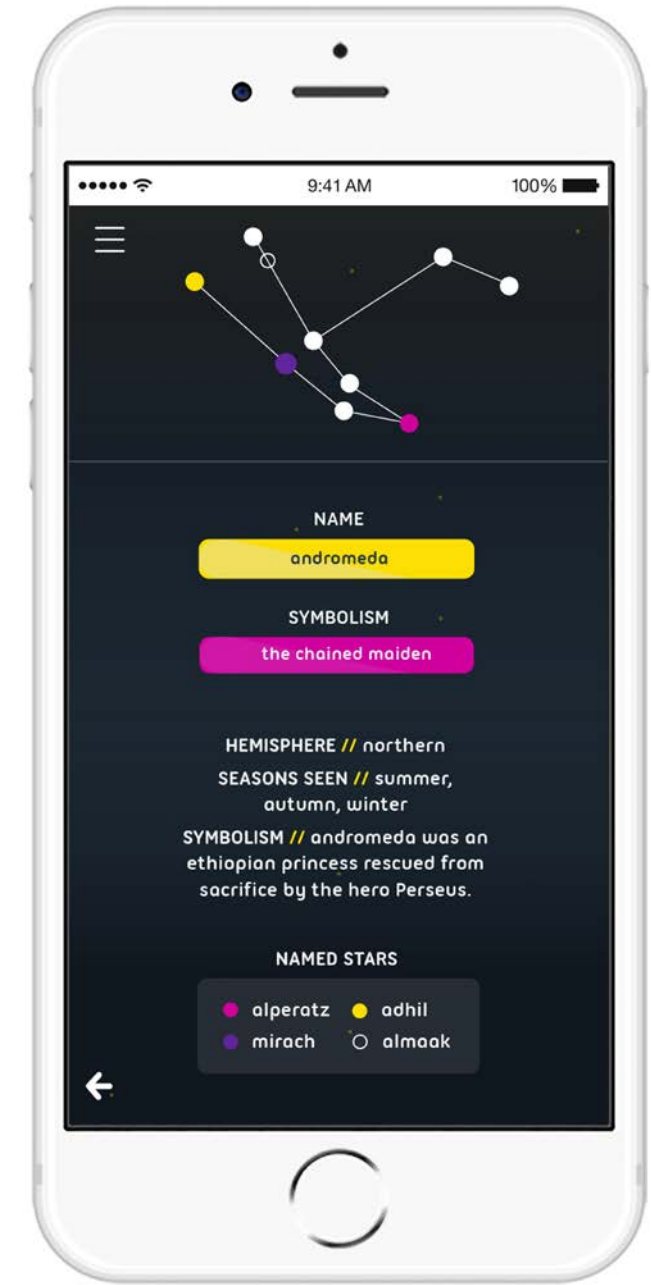 9:41 AM 100%
NAME
andromeda
SYMBOLISM
the chained maiden
HEMISPHERE // northern
SEASONS SEEN // summer,
autumn, winter
SYMBOLISM // andromeda was an
ethiopian princess rescued from
sacrifice by the hero Perseus.
NAMED STARS
alperatz adhil
mirach almaak